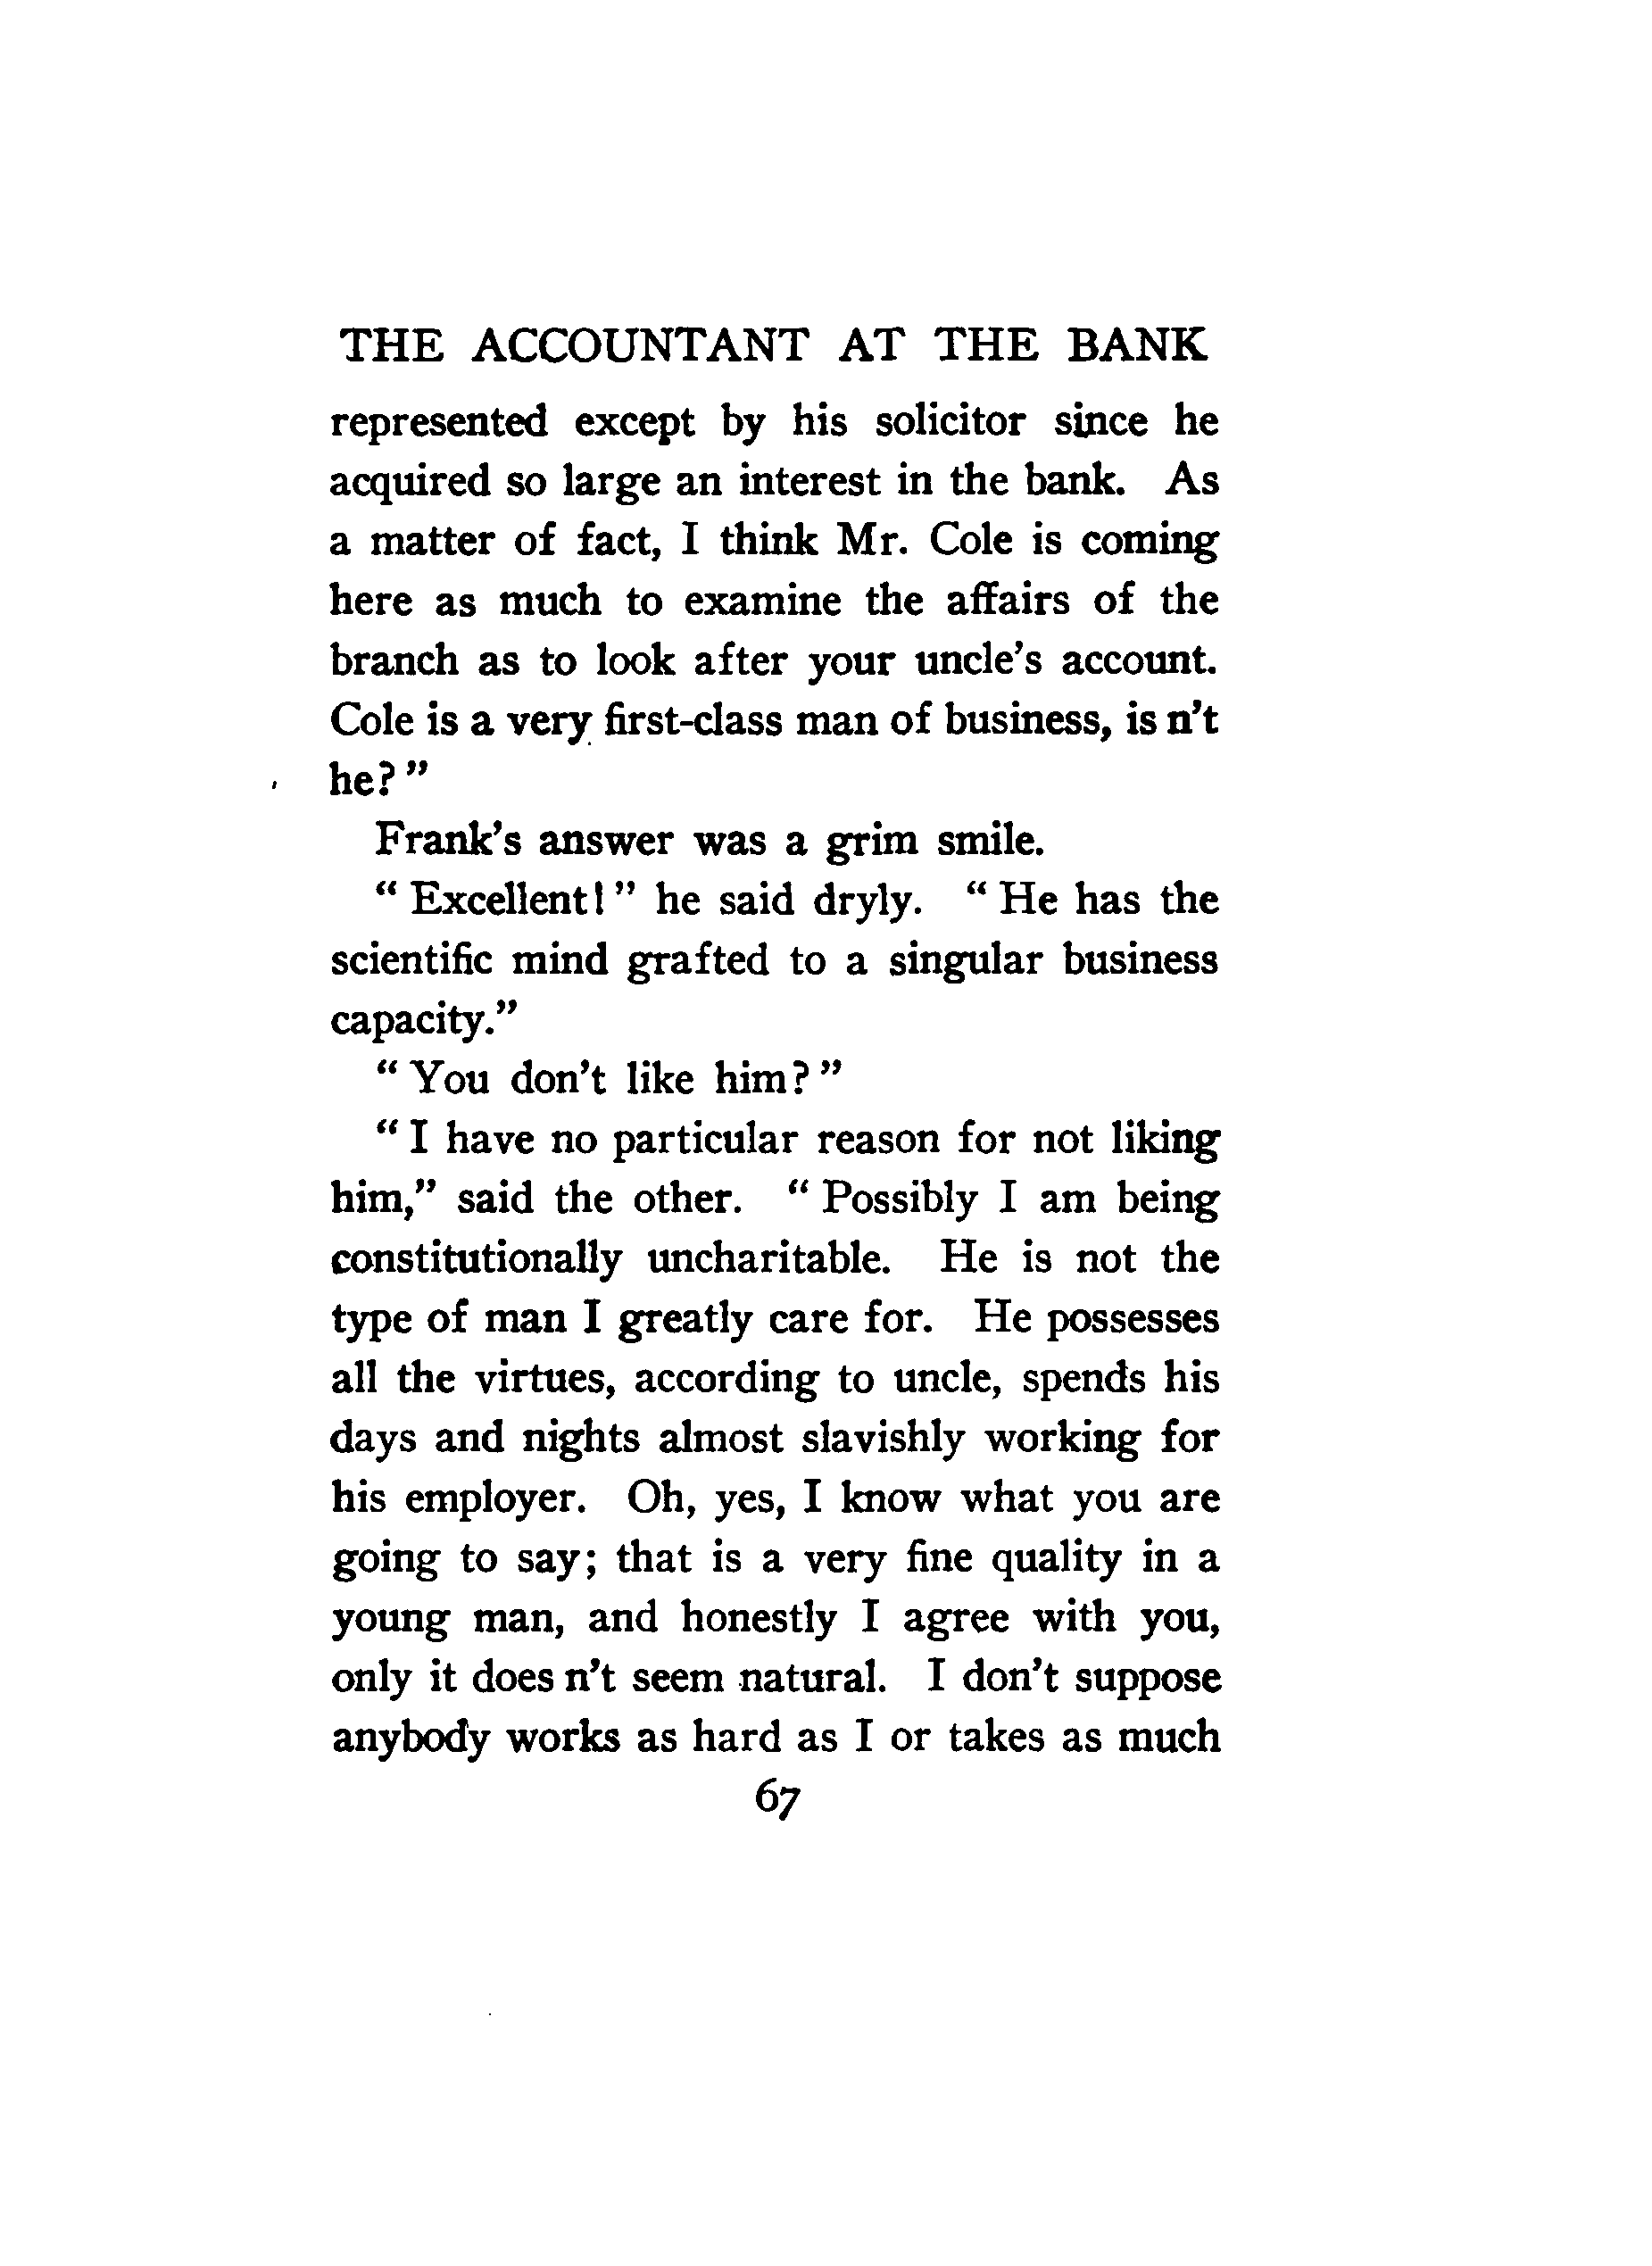 THE ACCOUNTANT AT THE BANK
represented except by his solicitor since he
acquired so large an interest in the bank. As
a matter of fact, I think Mr. Cole is coming
here as much to examine the affairs of the
branch as to look after your uncle's account.
Cole is a very first-class man of business, is n't
he?"
Frank's answer was a grim smile.
"Excellent!" he said dryly. "He has the
scientific mind grafted to a singular business
capacity."
"You don't like him?"
"I have no particular reason for not liking
him," said the other. "Possibly I am being
constitutionally uncharitable. He is not the
type of man I greatly care for. He possesses
all the virtues, according to uncle, spends his
days and nights almost slavishly working for
his employer. Oh, yes, I know what you are
going to say; that is a very fine quality in a
young man, and honestly I agree with you,
only it does n't seem natural. I don't suppose
anybody works as hard as I or takes as much
67